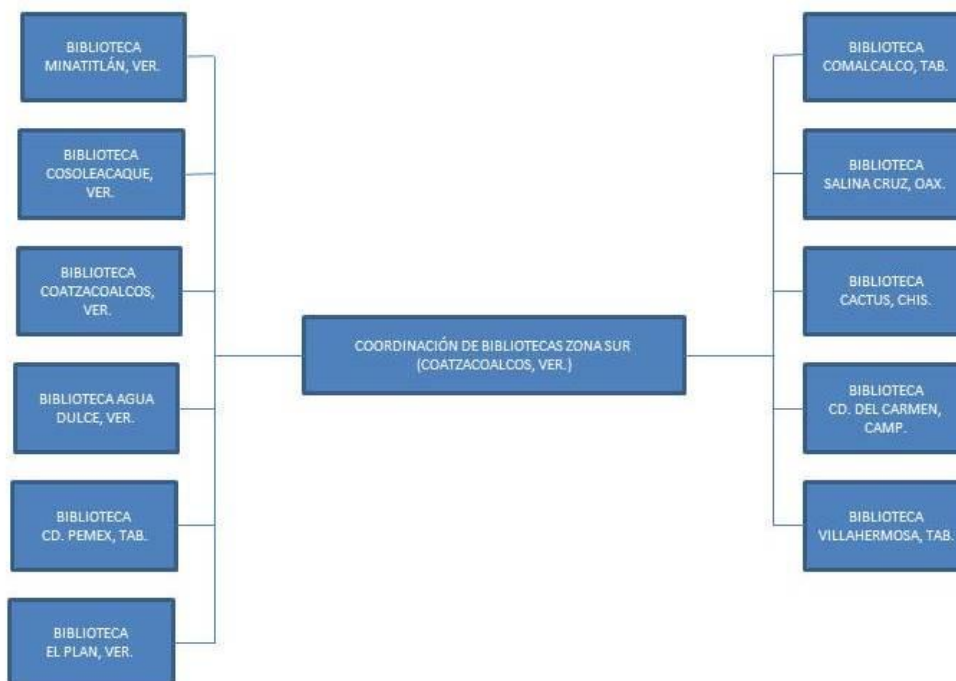 BIBLIOTECA
MINATITLÁN, VER.
BIBLIOTECA
COSOLEACAQUE,
VER.
BIBLIOTECA
COATZACOALCOS,
VER.
BIBLIOTECA AGUA
DULCE, VER.
BIBLIOTECA
CD. PEMEX, TAB.
BIBLIOTECA
EL PLAN, VER.
COORDINACIÓN DE BIBLIOTECAS ZONA SUR
(COATZACOALCOS, VER.)
BIBLIOTECA
COMALCALCO, TAB.
BIBLIOTECA
SALINA CRUZ, OAX.
BIBLIOTECA
CACTUS, CHIS.
BIBLIOTECA
CD. DEL CARMEN,
CAMP.
BIBLIOTECA
VILLAHERMOSA, TAB.